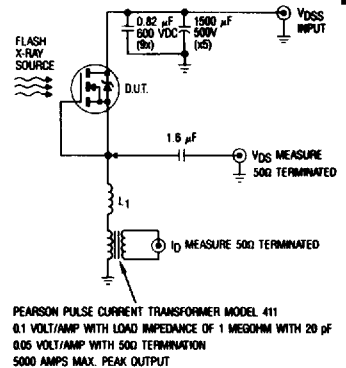 0.82 µF
600 VDC
(9x)
1500 µF
500V
(x5)
VDSS
INPUT
FLASH
X-RAY
SOURCE
D.U.T.
1.6 µF
VDS MEASURE
50Ω TERMINATED
L1
ID MEASURE 50Ω TERMINATED
PEARSON PULSE CURRENT TRANSFORMER MODEL 411
0.1 VOLT/AMP WITH LOAD IMPEDANCE OF 1 MEGOHM WITH 20 pF
0.05 VOLT/AMP WITH 50Ω TERMINATION
5000 AMPS MAX. PEAK OUTPUT